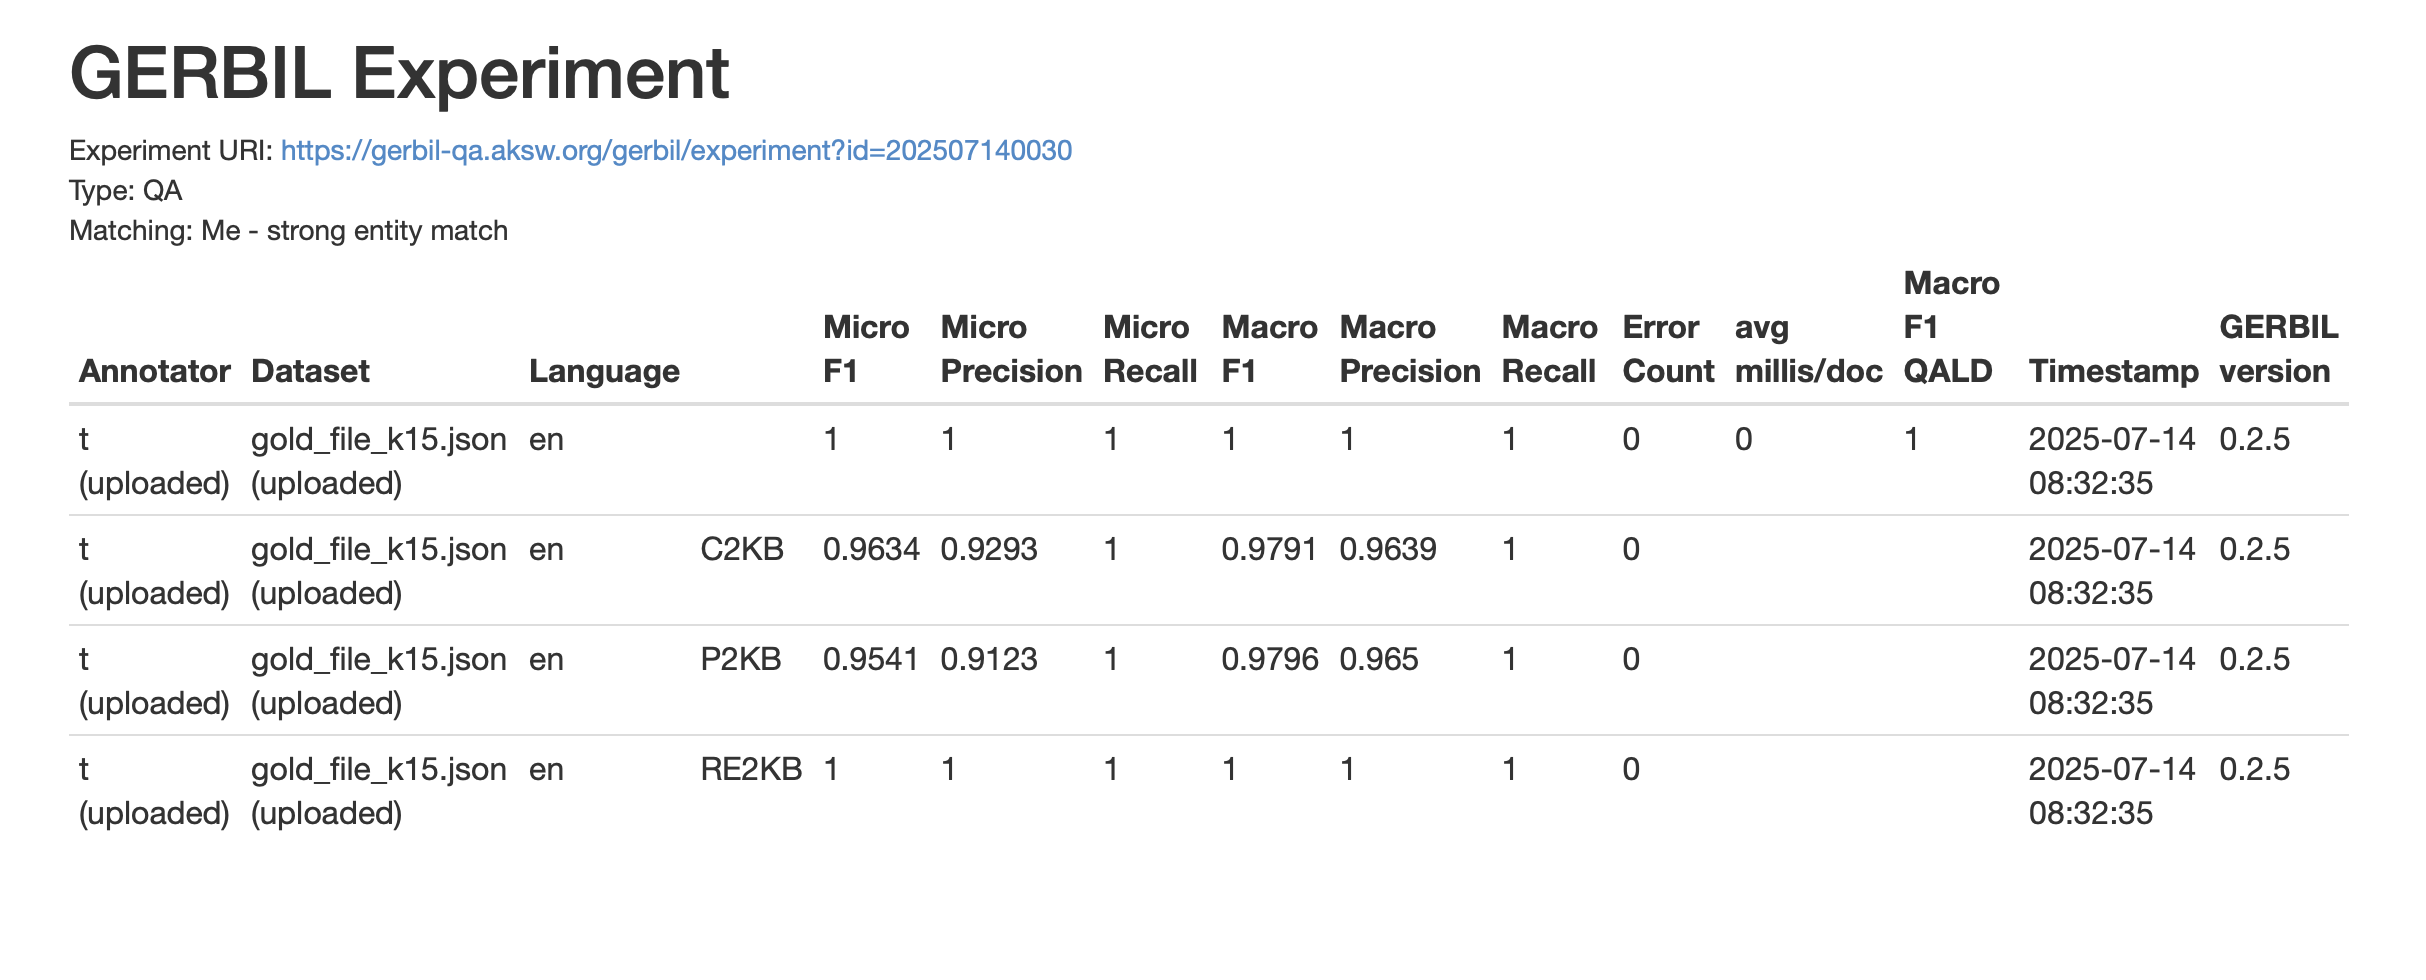 GERBIL Experiment
Experiment URI: https://gerbil-qa.aksw.org/gerbil/experiment?id=202507140030
Type: QA
Matching: Me - strong entity match
Annotator Dataset Language Micro F1 Micro Precision Micro Recall Macro F1 Macro Precision Macro Recall Error Count avg millis/doc Macro F1 QALD Timestamp GERBIL version
t (uploaded) gold_file_k15.json (uploaded) en 1 1 1 1 1 1 0 0 1 2025-07-14 08:32:35 0.2.5
t (uploaded) gold_file_k15.json (uploaded) en C2KB 0.9634 0.9293 1 0.9791 0.9639 1 0 2025-07-14 08:32:35 0.2.5
t (uploaded) gold_file_k15.json (uploaded) en P2KB 0.9541 0.9123 1 0.9796 0.965 1 0 2025-07-14 08:32:35 0.2.5
t (uploaded) gold_file_k15.json (uploaded) en RE2KB 1 1 1 1 1 1 0 2025-07-14 08:32:35 0.2.5